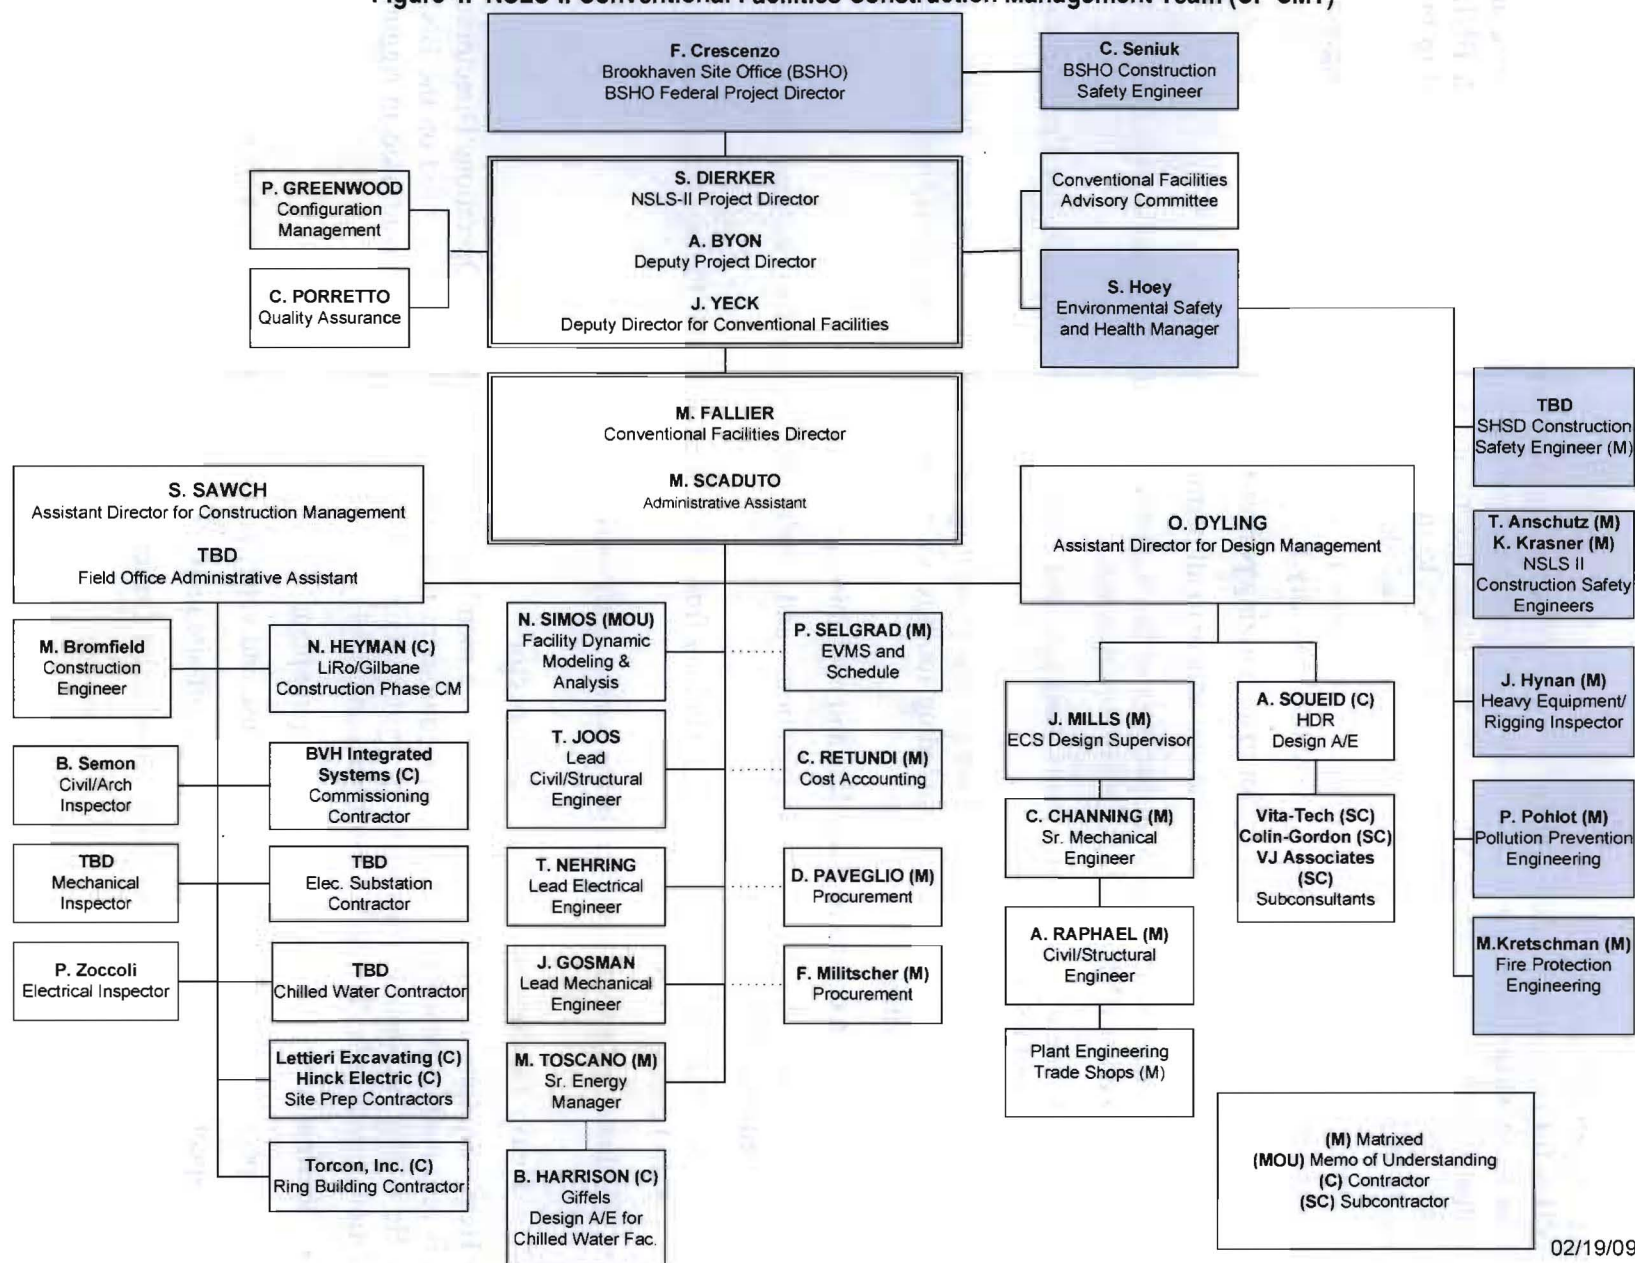 F. Crescenzo
Brookhaven Site Office (BSHO)
BSHO Federal Project Director
C. Seniuk
BSHO Construction
Safety Engineer
P. GREENWOOD
Configuration
Management
C. PORRETTO
Quality Assurance
S. DIERKER
NSLS-II Project Director
A. BYON
Deputy Project Director
J. YECK
Deputy Director for Conventional Facilities
Conventional Facilities
Advisory Committee
S. Hoey
Environmental Safety
and Health Manager
M. FALLIER
Conventional Facilities Director
M. SCADUTO
Administrative Assistant
S. SAWCH
Assistant Director for Construction Management
TBD
Field Office Administrative Assistant
O. DYLING
Assistant Director for Design Management
TBD
SHSD Construction
Safety Engineer (M)
T. Anschutz (M)
K. Krasner (M)
NSLS II
Construction Safety
Engineers
J. Hynan (M)
Heavy Equipment/
Rigging Inspector
P. Pohlot (M)
Pollution Prevention
Engineering
M.Kretschman (M)
Fire Protection
Engineering
M. Bromfield
Construction
Engineer
B. Semon
Civil/Arch
Inspector
TBD
Mechanical
Inspector
P. Zoccoli
Electrical Inspector
N. HEYMAN (C)
LiRo/Gilbane
Construction Phase CM
BVH Integrated
Systems (C)
Commissioning
Contractor
TBD
Elec. Substation
Contractor
TBD
Chilled Water Contractor
Lettieri Excavating (C)
Hinck Electric (C)
Site Prep Contractors
Torcon, Inc. (C)
Ring Building Contractor
N. SIMOS (MOU)
Facility Dynamic
Modeling &
Analysis
T. JOOS
Lead
Civil/Structural
Engineer
T. NEHRING
Lead Electrical
Engineer
J. GOSMAN
Lead Mechanical
Engineer
M. TOSCANO (M)
Sr. Energy
Manager
B. HARRISON (C)
Giffels
Design A/E for
Chilled Water Fac.
P. SELGRAD (M)
EVMS and
Schedule
C. RETUNDI (M)
Cost Accounting
D. PAVEGLIO (M)
Procurement
F. Militscher (M)
Procurement
J. MILLS (M)
ECS Design Supervisor
C. CHANNING (M)
Sr. Mechanical
Engineer
A. RAPHAEL (M)
Civil/Structural
Engineer
Plant Engineering
Trade Shops (M)
A. SOUEID (C)
HDR
Design A/E
Vita-Tech (SC)
Colin-Gordon (SC)
VJ Associates
(SC)
Subconsultants
(M) Matrixed
(MOU) Memo of Understanding
(C) Contractor
(SC) Subcontractor
02/19/09